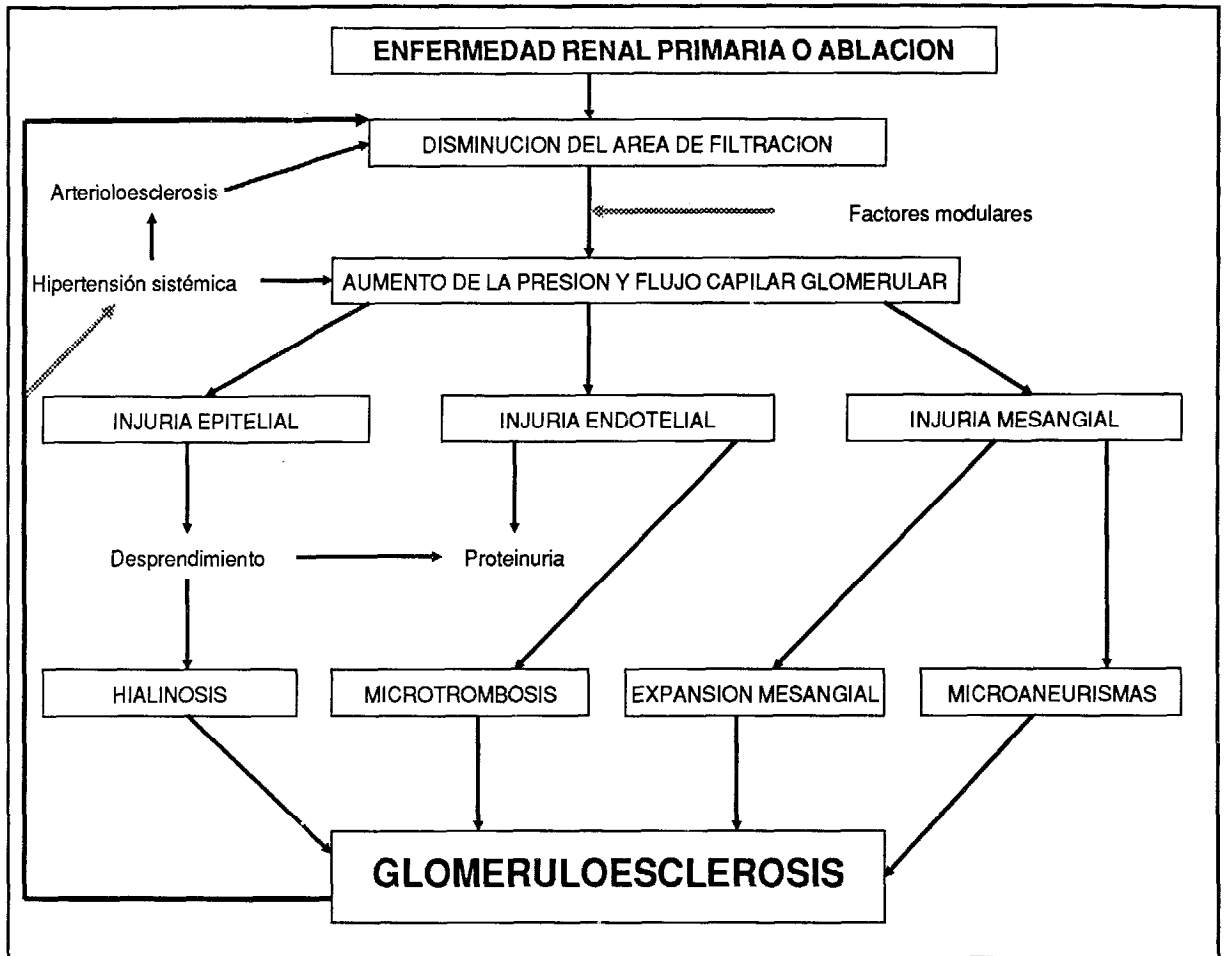 ENFERMEDAD RENAL PRIMARIA O ABLACION
DISMINUCION DEL AREA DE FILTRACION
Arterioloesclerosis
Factores modulares
Hipertensión sistémica
AUMENTO DE LA PRESION Y FLUJO CAPILAR GLOMERULAR
INJURIA EPITELIAL
INJURIA ENDOTELIAL
INJURIA MESANGIAL
Desprendimiento
Proteinuria
HIALINOSIS
MICROTROMBOSIS
EXPANSION MESANGIAL
MICROANEURISMAS
GLOMERULOESCLEROSIS